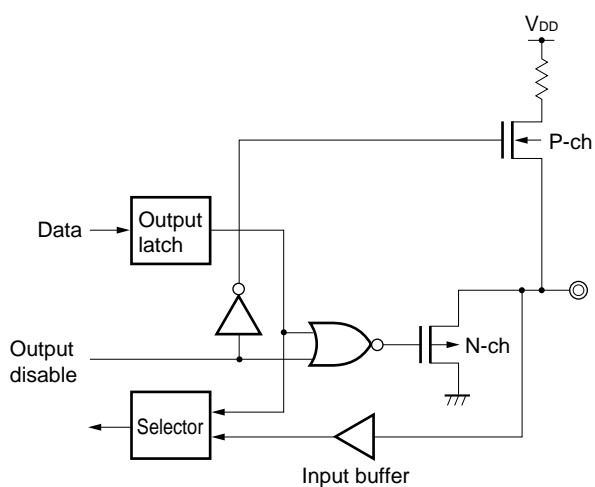 VDD
P-ch
Data
Output
latch
N-ch
Output
disable
Selector
Input buffer